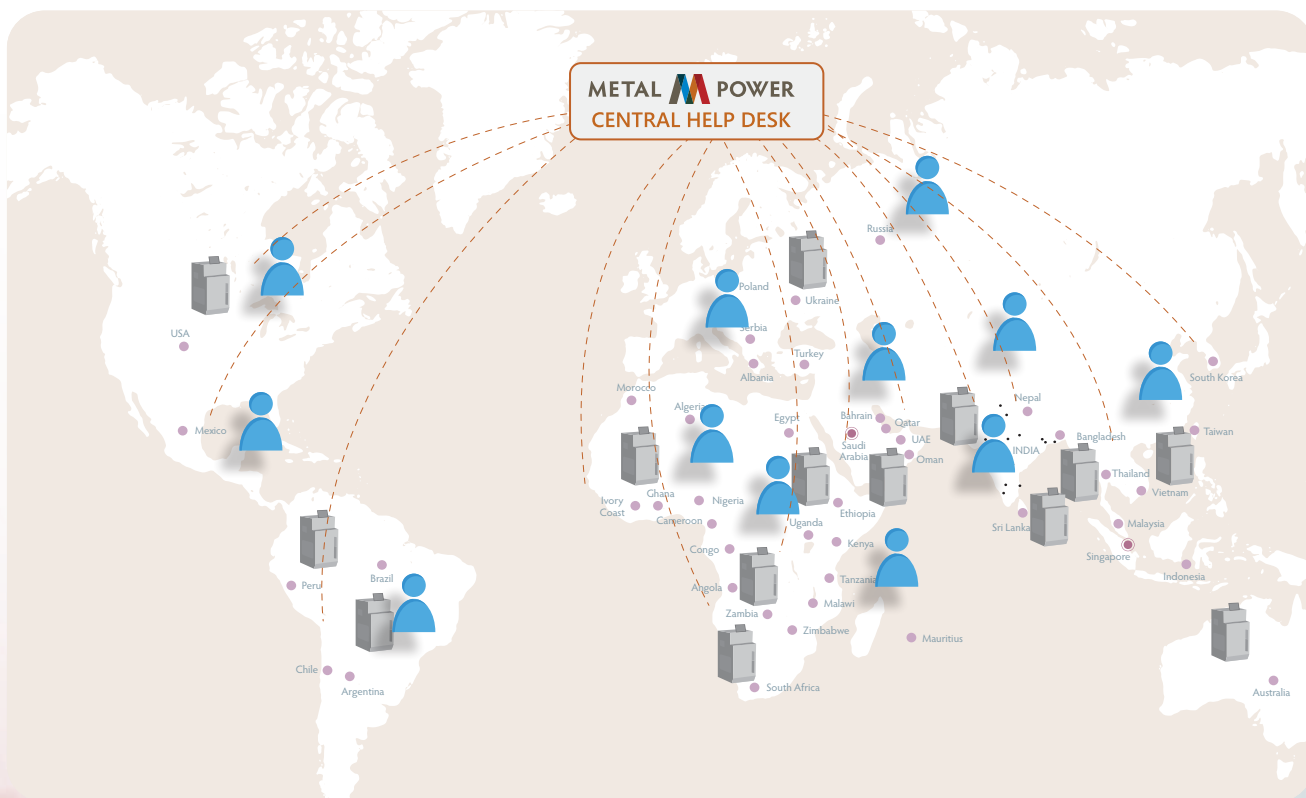 METAL POWER
CENTRAL HELP DESK
Russia
Poland
Ukraine
Serbia
USA
Turkey
Albania
South Korea
Morocco
Nepal
Algeria
Egypt
Bahrain
Qatar
Mexico
Taiwan
Bangladesh
UAE
Saudi
Arabia
INDIA
Oman
Thailand
Ivory
Coast
Ghana
Nigeria
Vietnam
Ethiopia
Cameroon
Uganda
Sri Lanka
Malaysia
Congo
Kenya
Singapore
Brazil
Indonesia
Peru
Angola
Tanzania
Malawi
Zambia
Zimbabwe
Mauritius
Chile
Argentina
South Africa
Australia